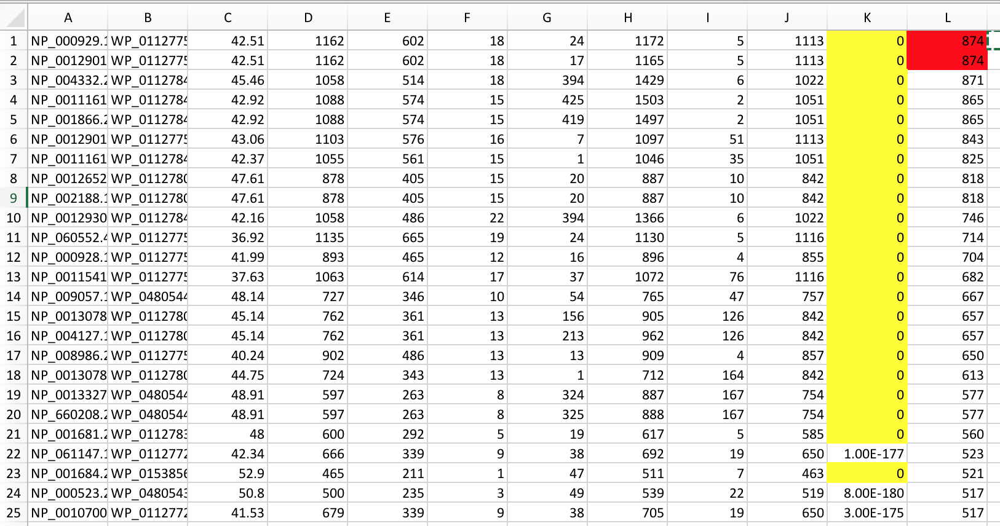 A B C D E F G H I J K L
1 NP_000929.1 WP_0112775 42.51 1162 602 18 24 1172 5 1113 0 874
2 NP_0012901 WP_0112775 42.51 1162 602 18 17 1165 5 1113 0 874
3 NP_004332.2 WP_0112784 45.46 1058 514 18 394 1429 6 1022 0 871
4 NP_0011161 WP_0112784 42.92 1088 574 15 425 1503 2 1051 0 865
5 NP_001866.2 WP_0112784 42.92 1088 574 15 419 1497 2 1051 0 865
6 NP_0012901 WP_0112775 43.06 1103 576 16 7 1097 51 1113 0 843
7 NP_0011161 WP_0112784 42.37 1055 561 15 1 1046 35 1051 0 825
8 NP_0012652 WP_0112780 47.61 878 405 15 20 887 10 842 0 818
9 NP_002188.1 WP_0112780 47.61 878 405 15 20 887 10 842 0 818
10 NP_0012930 WP_0112784 42.16 1058 486 22 394 1366 6 1022 0 746
11 NP_060552.4 WP_0112775 36.92 1135 665 19 24 1130 5 1116 0 714
12 NP_000928.1 WP_0112775 41.99 893 465 12 16 896 4 855 0 704
13 NP_0011541 WP_0112775 37.63 1063 614 17 37 1072 76 1116 0 682
14 NP_009057.1 WP_0480544 48.14 727 346 10 54 765 47 757 0 667
15 NP_0013078 WP_0112780 45.14 762 361 13 156 905 126 842 0 657
16 NP_004127.1 WP_0112780 45.14 762 361 13 213 962 126 842 0 657
17 NP_008986.2 WP_0112775 40.24 902 486 13 13 909 4 857 0 650
18 NP_0013078 WP_0112780 44.75 724 343 13 1 712 164 842 0 613
19 NP_0013327 WP_0480544 48.91 597 263 8 324 887 167 754 0 577
20 NP_660208.2 WP_0480544 48.91 597 263 8 325 888 167 754 0 577
21 NP_001681.2 WP_0112783 48 600 292 5 19 617 5 585 0 560
22 NP_061147.1 WP_0112772 42.34 666 339 9 38 692 19 650 1.00E-177 523
23 NP_001684.2 WP_0153856 52.9 465 211 1 47 511 7 463 0 521
24 NP_000523.2 WP_0480543 50.8 500 235 3 49 539 22 519 8.00E-180 517
25 NP_0010700 WP_0112772 41.53 679 339 9 38 705 19 650 3.00E-175 517